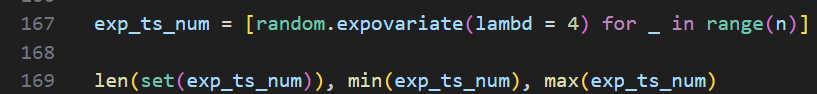 167 exp_ts_num = [random.expovariate(lambd = 4) for _ in range(n)]
168
169 len(set(exp_ts_num)), min(exp_ts_num), max(exp_ts_num)